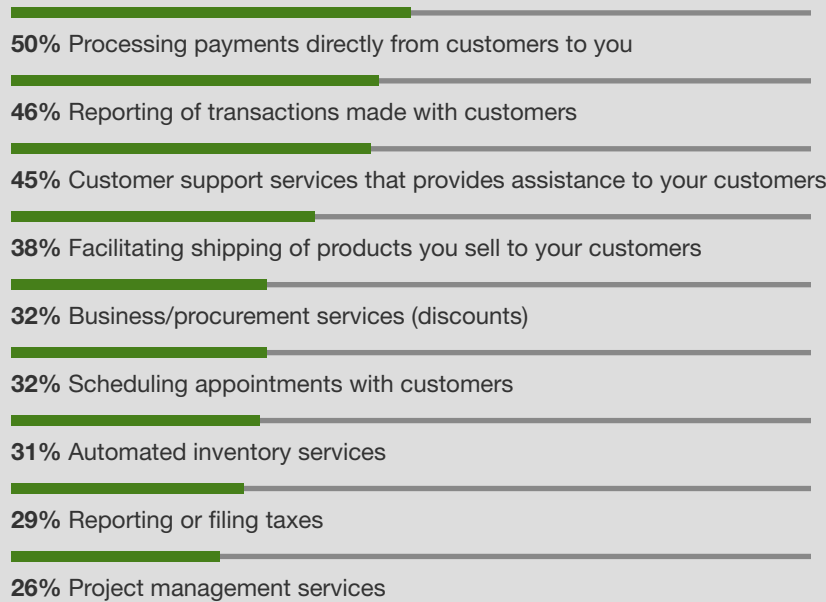 50% Processing payments directly from customers to you
46% Reporting of transactions made with customers
45% Customer support services that provides assistance to your customers
38% Facilitating shipping of products you sell to your customers
32% Business/procurement services (discounts)
32% Scheduling appointments with customers
31% Automated inventory services
29% Reporting or filing taxes
26% Project management services